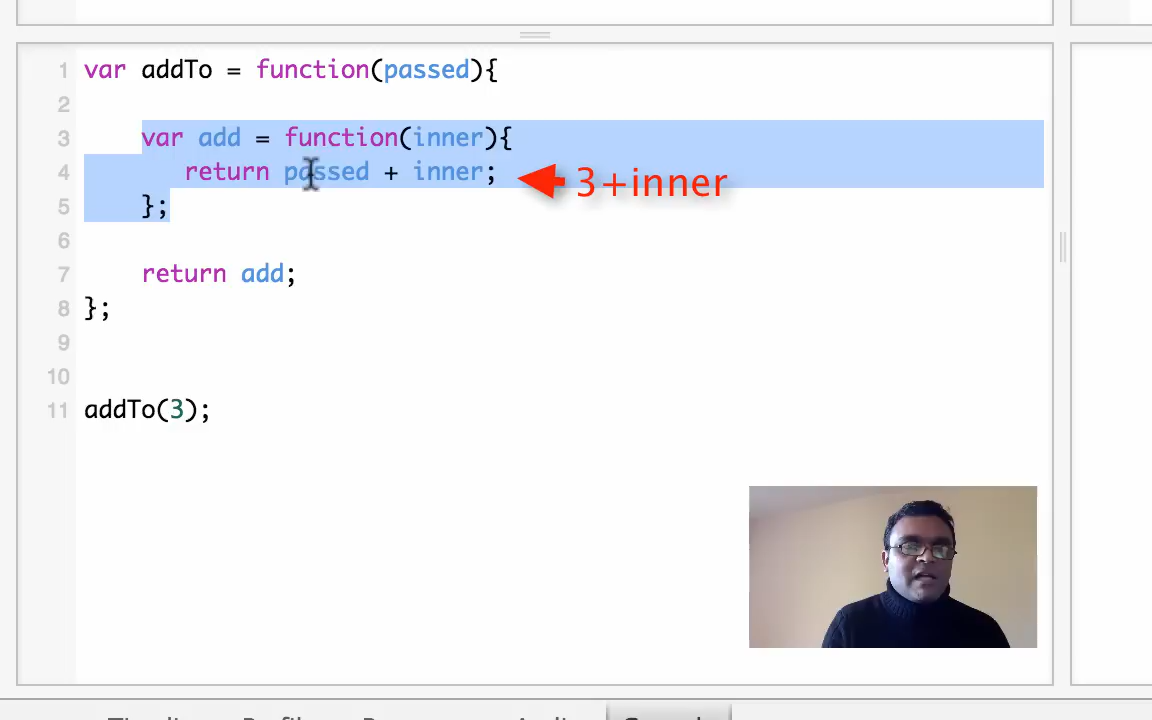 1 var addTo = function(passed){
2
3 var add = function(inner){
4 return passed + inner; 3+inner
5 };
6
7 return add;
8 };
9
10
11 addTo(3);